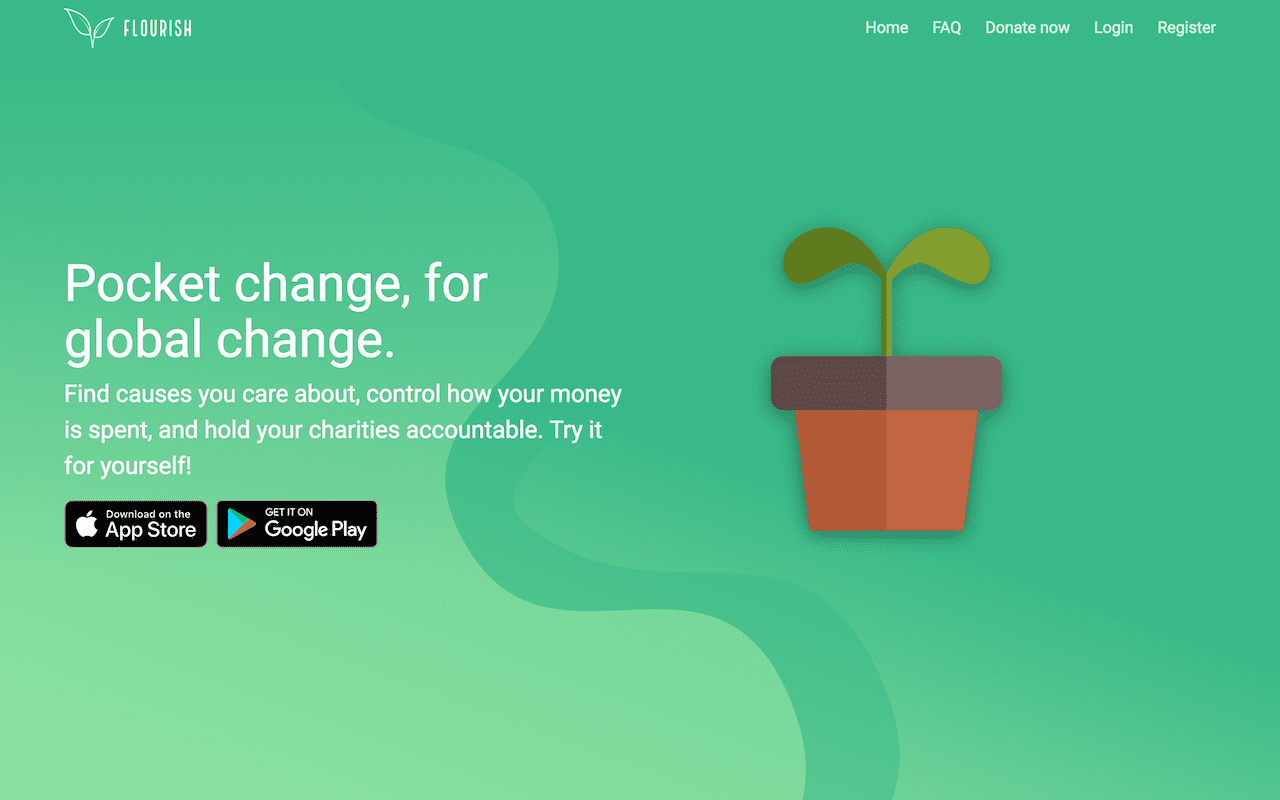 FLOURISH
Home FAQ Donate now Login Register
Pocket change, for
global change.
Find causes you care about, control how your money
is spent, and hold your charities accountable. Try it
for yourself!
Download on the
App Store
GET IT ON
Google Play